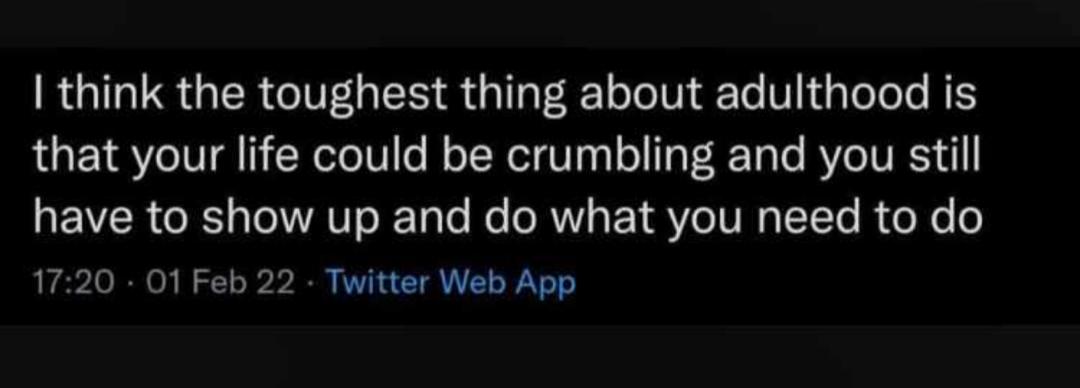 I think the toughest thing about adulthood is
that your life could be crumbling and you still
have to show up and do what you need to do
17:20 · 01 Feb 22 · Twitter Web App